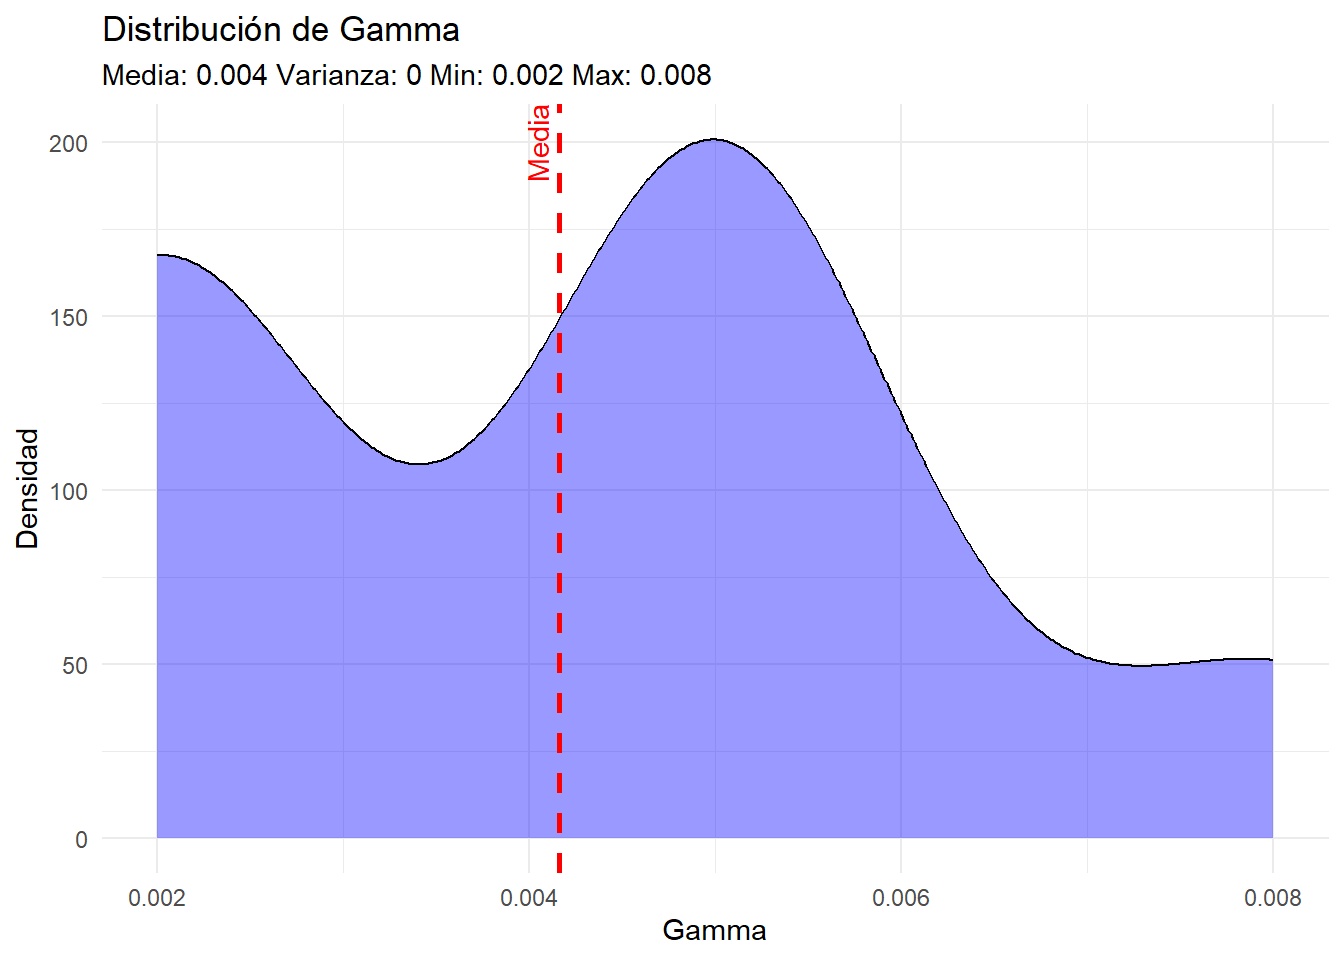 Distribución de Gamma
Media: 0.004 Varianza: 0 Min: 0.002 Max: 0.008
Media
200
150
100
50
0
Densidad
0.002
0.004
0.006
0.008
Gamma